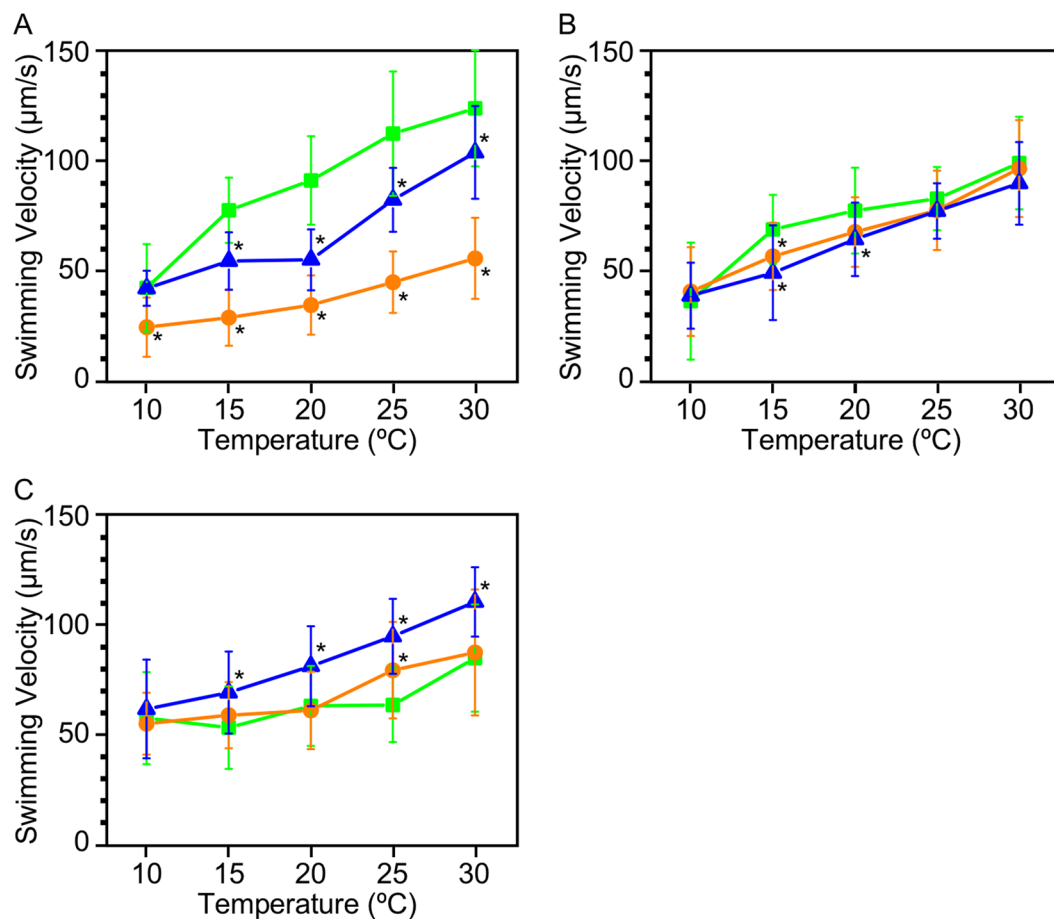 A
Swimming Velocity (µm/s)
150
100
50
0
* * * *
* * * * *
10 15 20 25 30
Temperature (ºC)
B
Swimming Velocity (µm/s)
150
100
50
0
* * *
10 15 20 25 30
Temperature (ºC)
C
Swimming Velocity (µm/s)
150
100
50
0
* * * * *
10 15 20 25 30
Temperature (ºC)